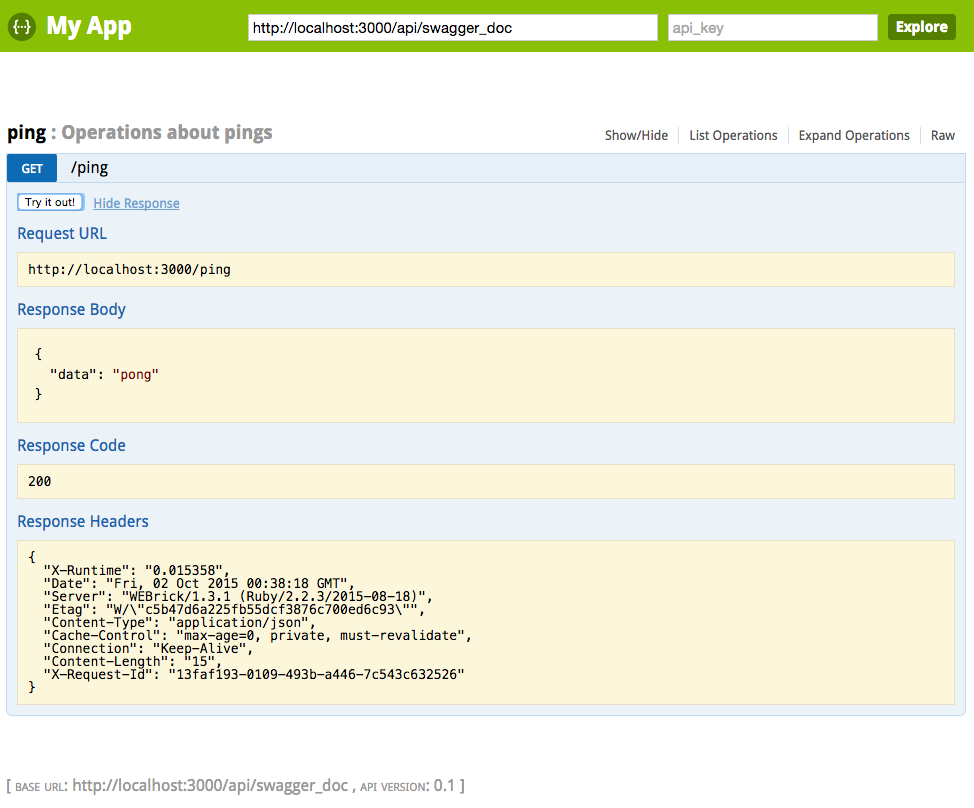 {··} My App http://localhost:3000/api/swagger_doc api_key Explore
ping : Operations about pings Show/Hide List Operations Expand Operations Raw
GET /ping
Try it out! Hide Response
Request URL
http://localhost:3000/ping
Response Body
{
  "data": "pong"
}
Response Code
200
Response Headers
{
  "X-Runtime": "0.015358",
  "Date": "Fri, 02 Oct 2015 00:38:18 GMT",
  "Server": "WEBrick/1.3.1 (Ruby/2.2.3/2015-08-18)",
  "Etag": "W/\"c5b47d6a225fb55dcf3876c700ed6c93\"",
  "Content-Type": "application/json",
  "Cache-Control": "max-age=0, private, must-revalidate",
  "Connection": "Keep-Alive",
  "Content-Length": "15",
  "X-Request-Id": "13faf193-0109-493b-a446-7c543c632526"
}
[ BASE URL: http://localhost:3000/api/swagger_doc , API VERSION: 0.1 ]